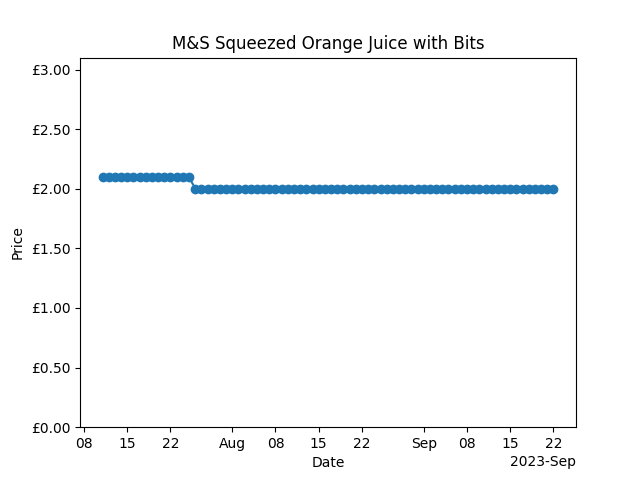 M&S Squeezed Orange Juice with Bits
£3.00
£2.50
£2.00
£1.50
£1.00
£0.50
£0.00
Price
08 15 22 Aug 08 15 22 Sep 08 15 22
Date
2023-Sep